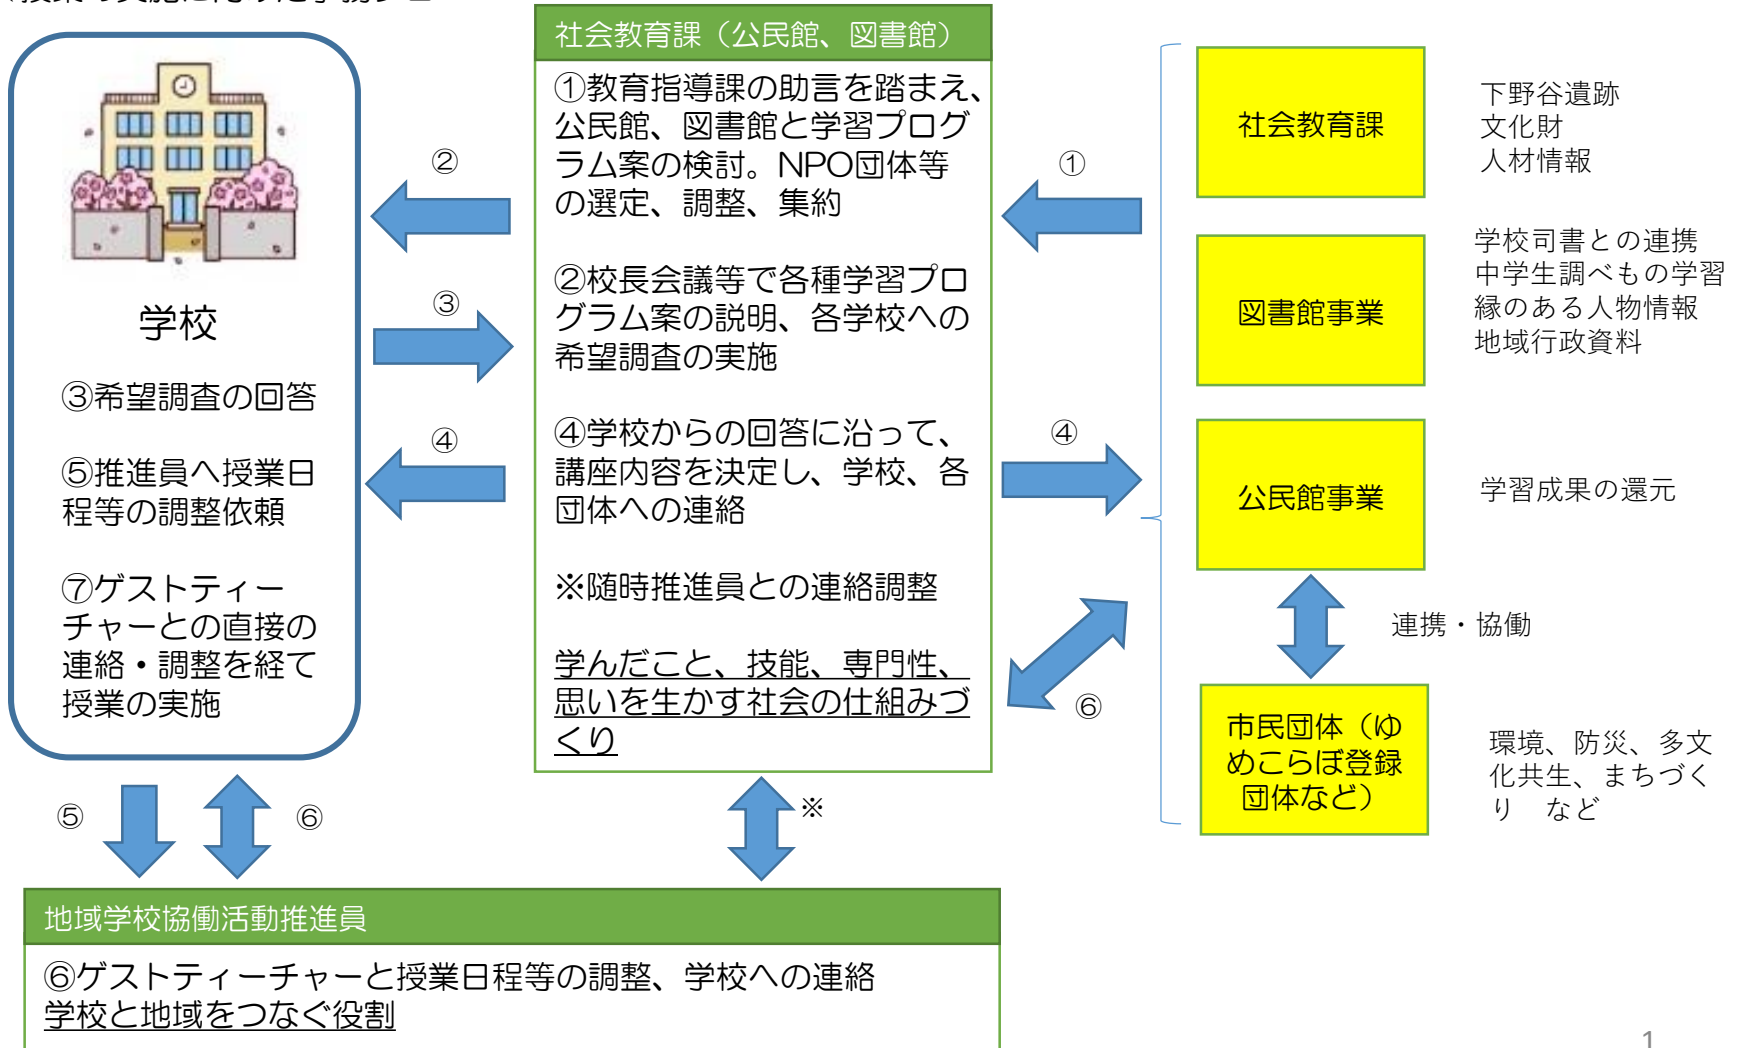 社会教育課（公民館、図書館）
①教育指導課の助言を踏まえ、
公民館、図書館と学習プログ
ラム案の検討。NPO団体等
の選定、調整、集約
②校長会議等で各種学習プロ
グラム案の説明、各学校への
希望調査の実施
④学校からの回答に沿って、
講座内容を決定し、学校、各
団体への連絡
※随時推進員との連絡調整
学んだこと、技能、専門性、
思いを生かす社会の仕組みづ
くり
学校
③希望調査の回答
⑤推進員へ授業日
程等の調整依頼
⑦ゲストティー
チャーとの直接の
連絡・調整を経て
授業の実施
②
③
④
①
④
⑥
⑤
⑥
※
社会教育課
下野谷遺跡
文化財
人材情報
図書館事業
学校司書との連携
中学生調べもの学習
縁のある人物情報
地域行政資料
公民館事業
学習成果の還元
連携・協働
市民団体（ゆ
めこらぼ登録
団体など）
環境、防災、多文
化共生、まちづく
り　など
地域学校協働活動推進員
⑥ゲストティーチャーと授業日程等の調整、学校への連絡
学校と地域をつなぐ役割
1